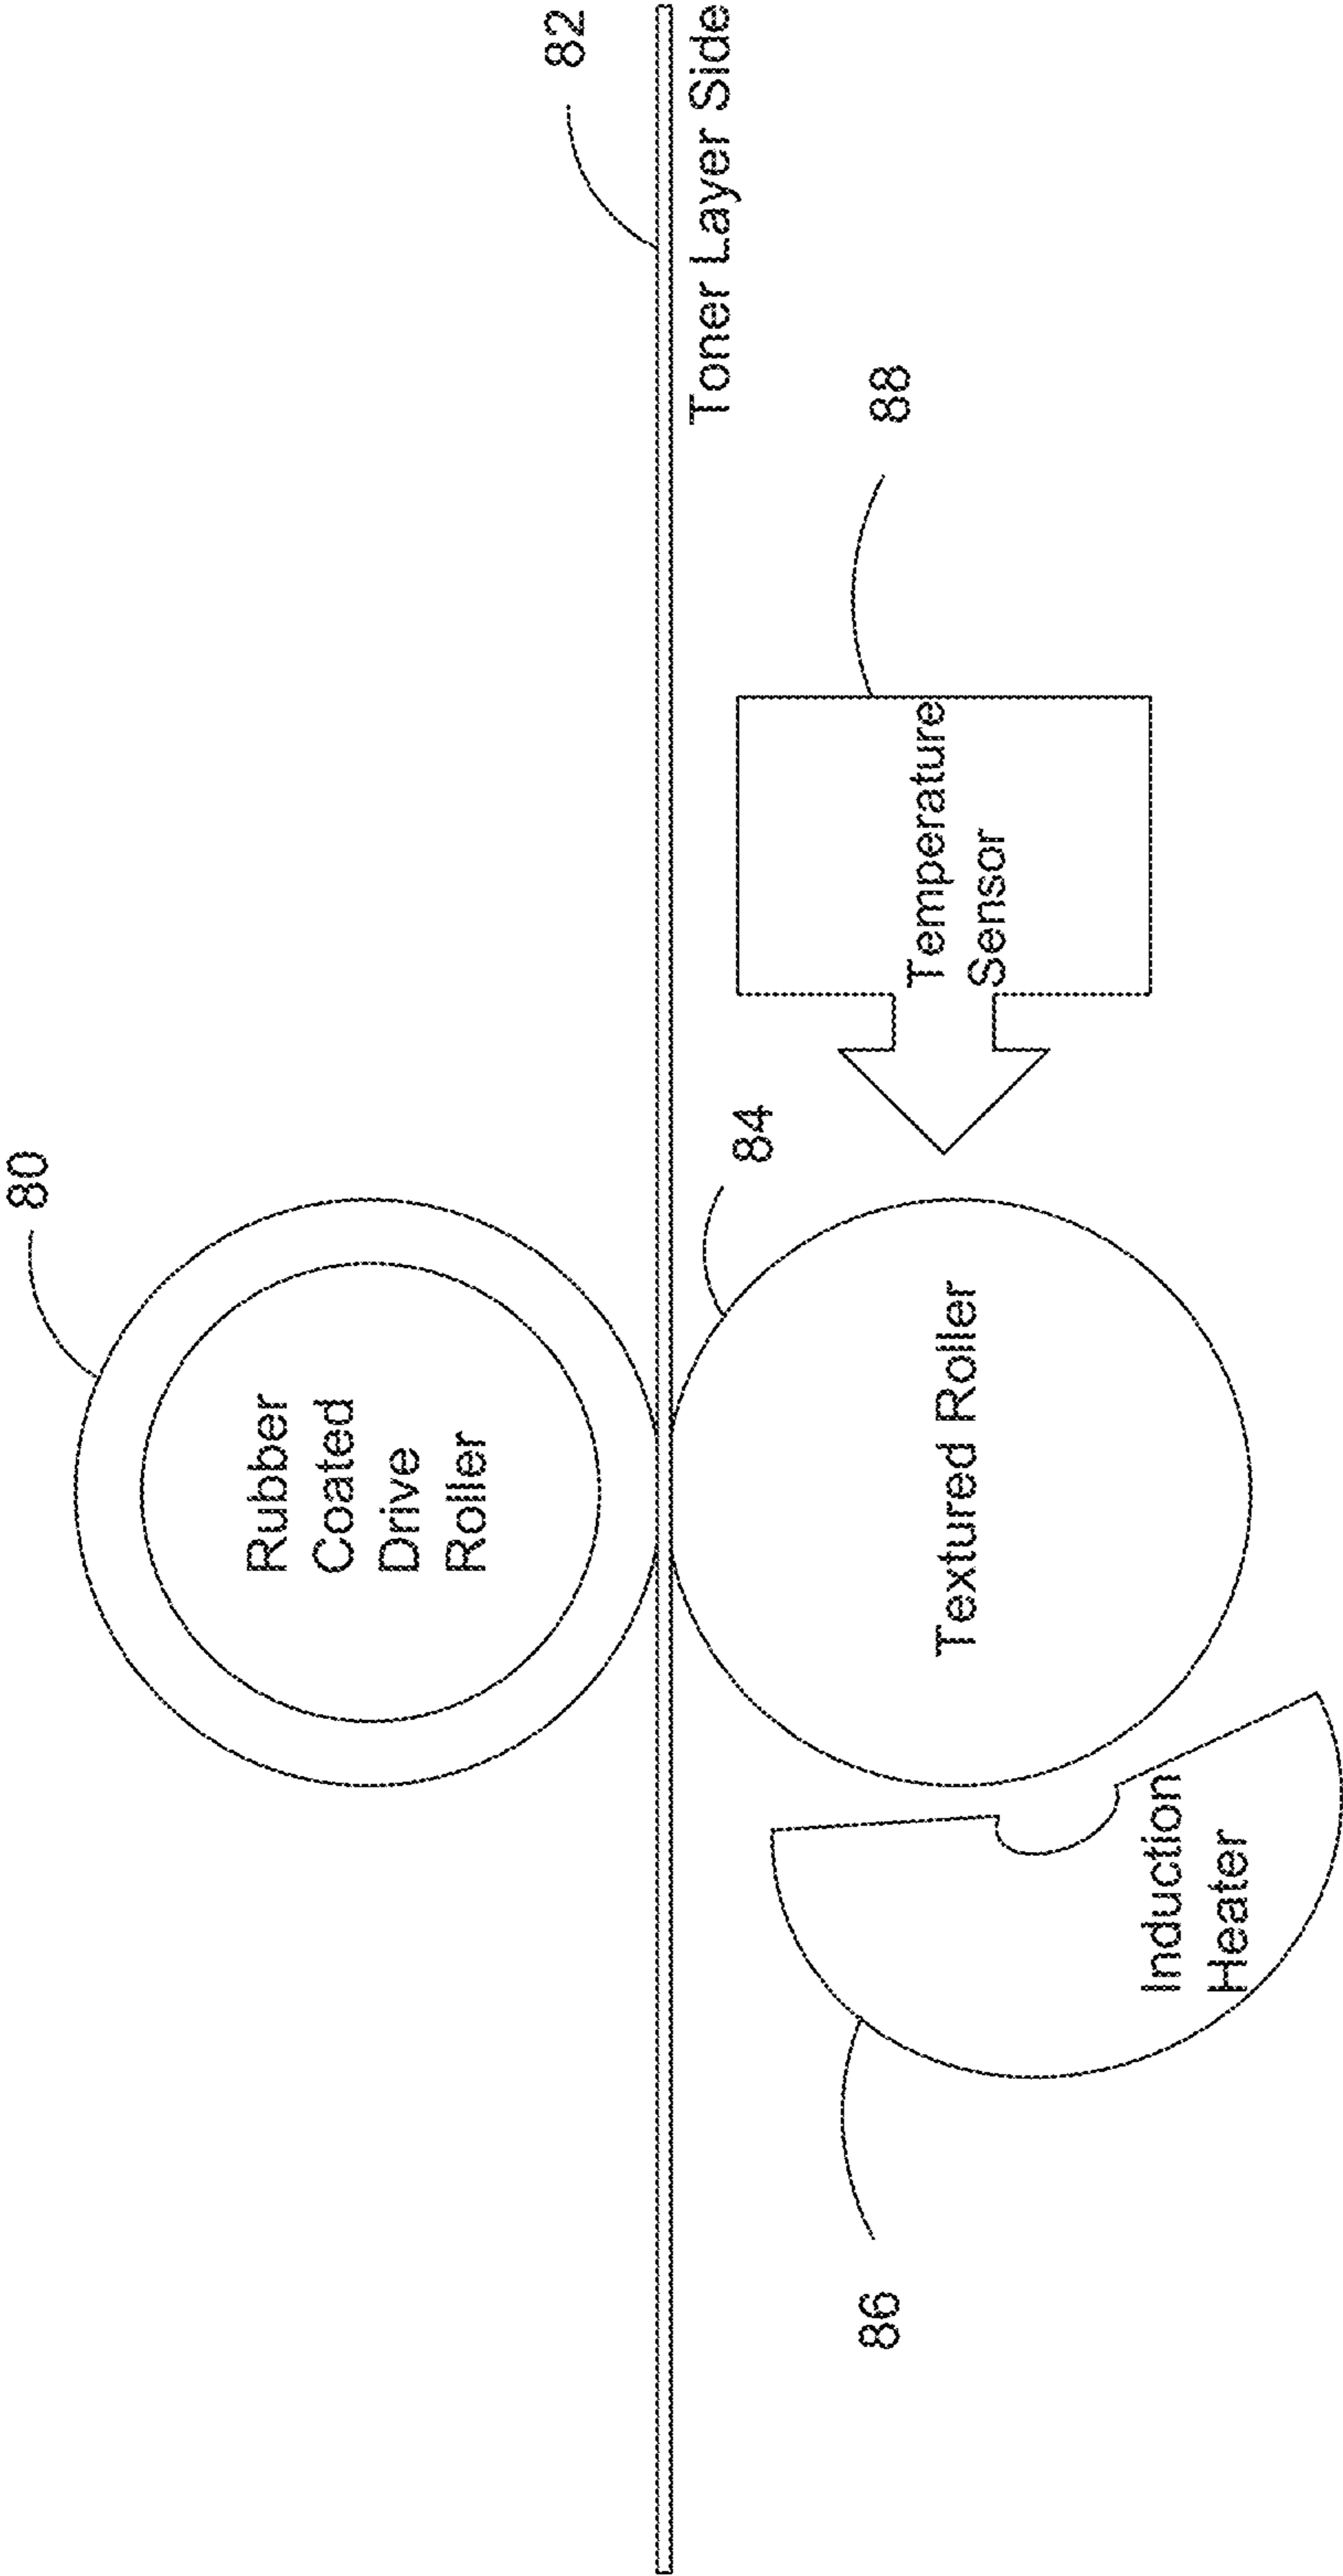 80
Rubber
Coated
Drive
Roller
82
Toner Layer Side
84
Textured Roller
88
Temperature
Sensor
86
Induction
Heater